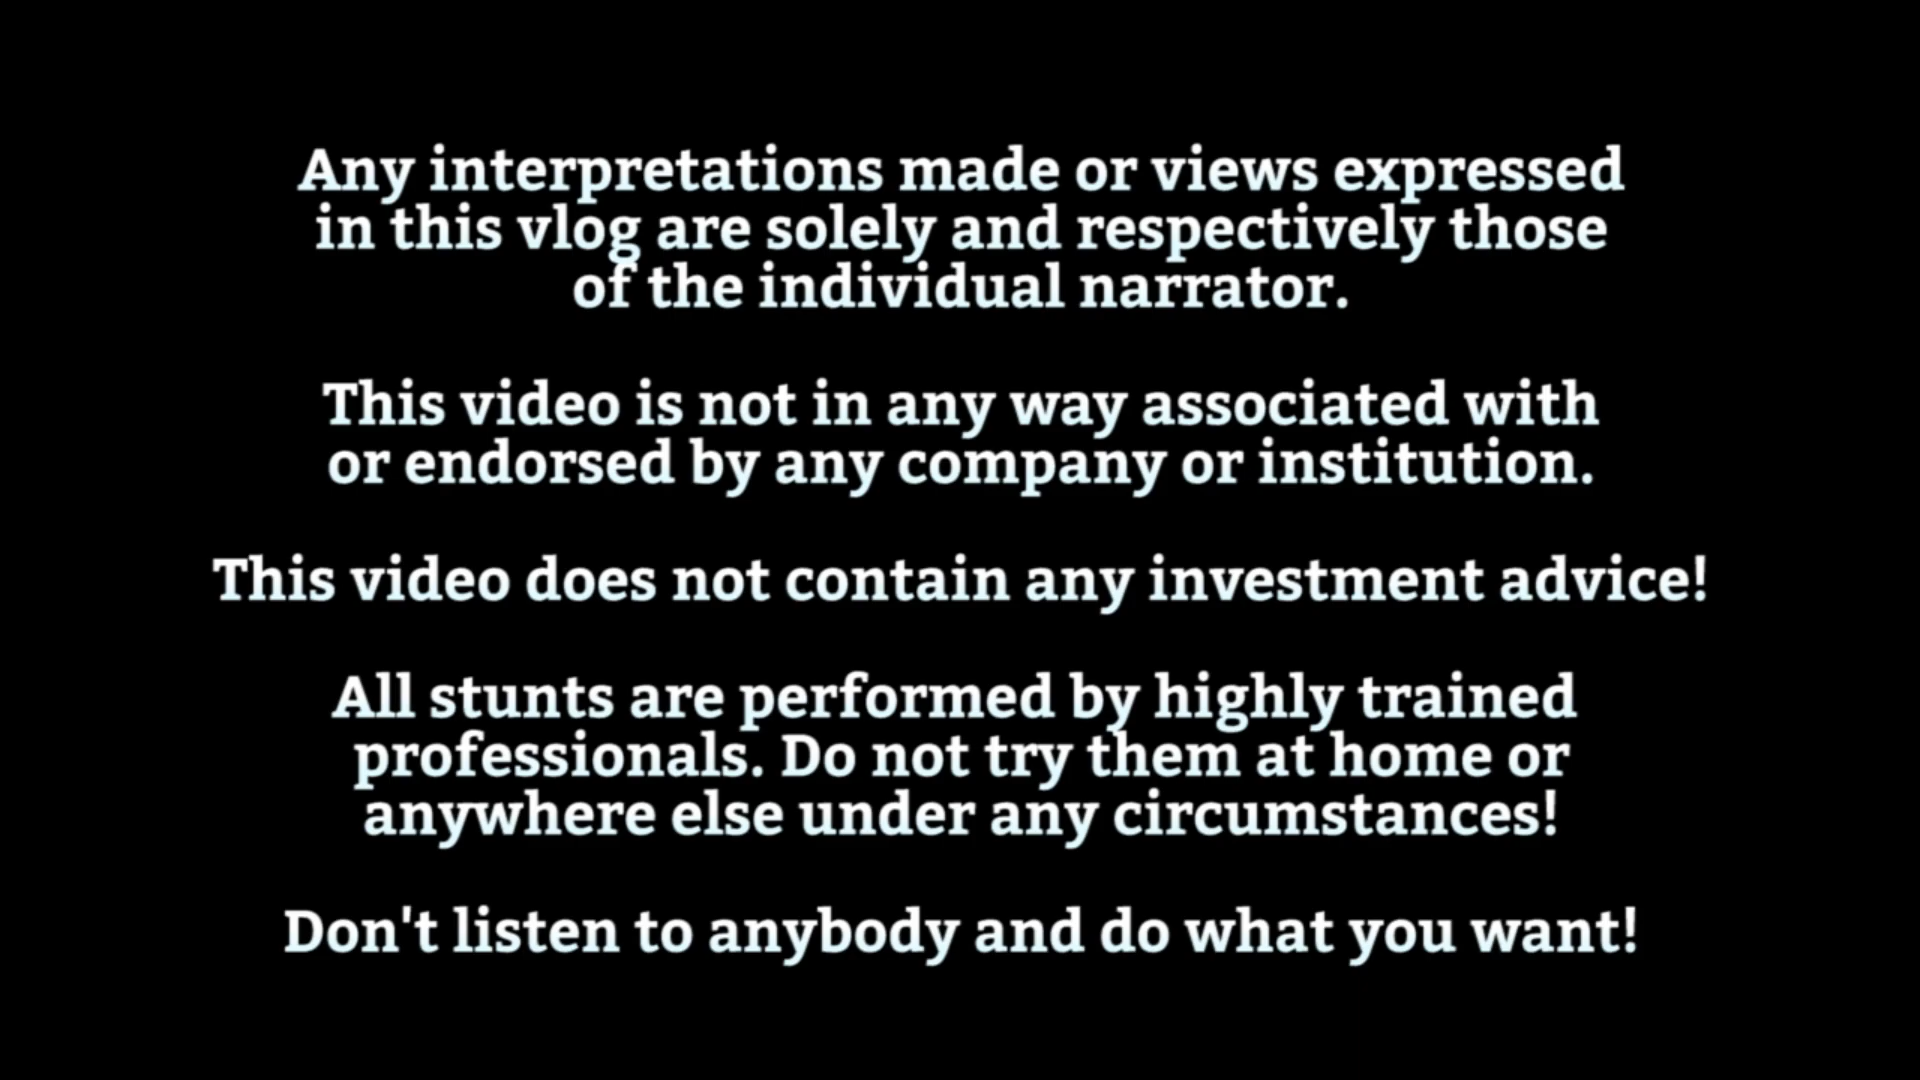 Any interpretations made or views expressed
in this vlog are solely and respectively those
of the individual narrator.
This video is not in any way associated with
or endorsed by any company or institution.
This video does not contain any investment advice!
All stunts are performed by highly trained
professionals. Do not try them at home or
anywhere else under any circumstances!
Don't listen to anybody and do what you want!